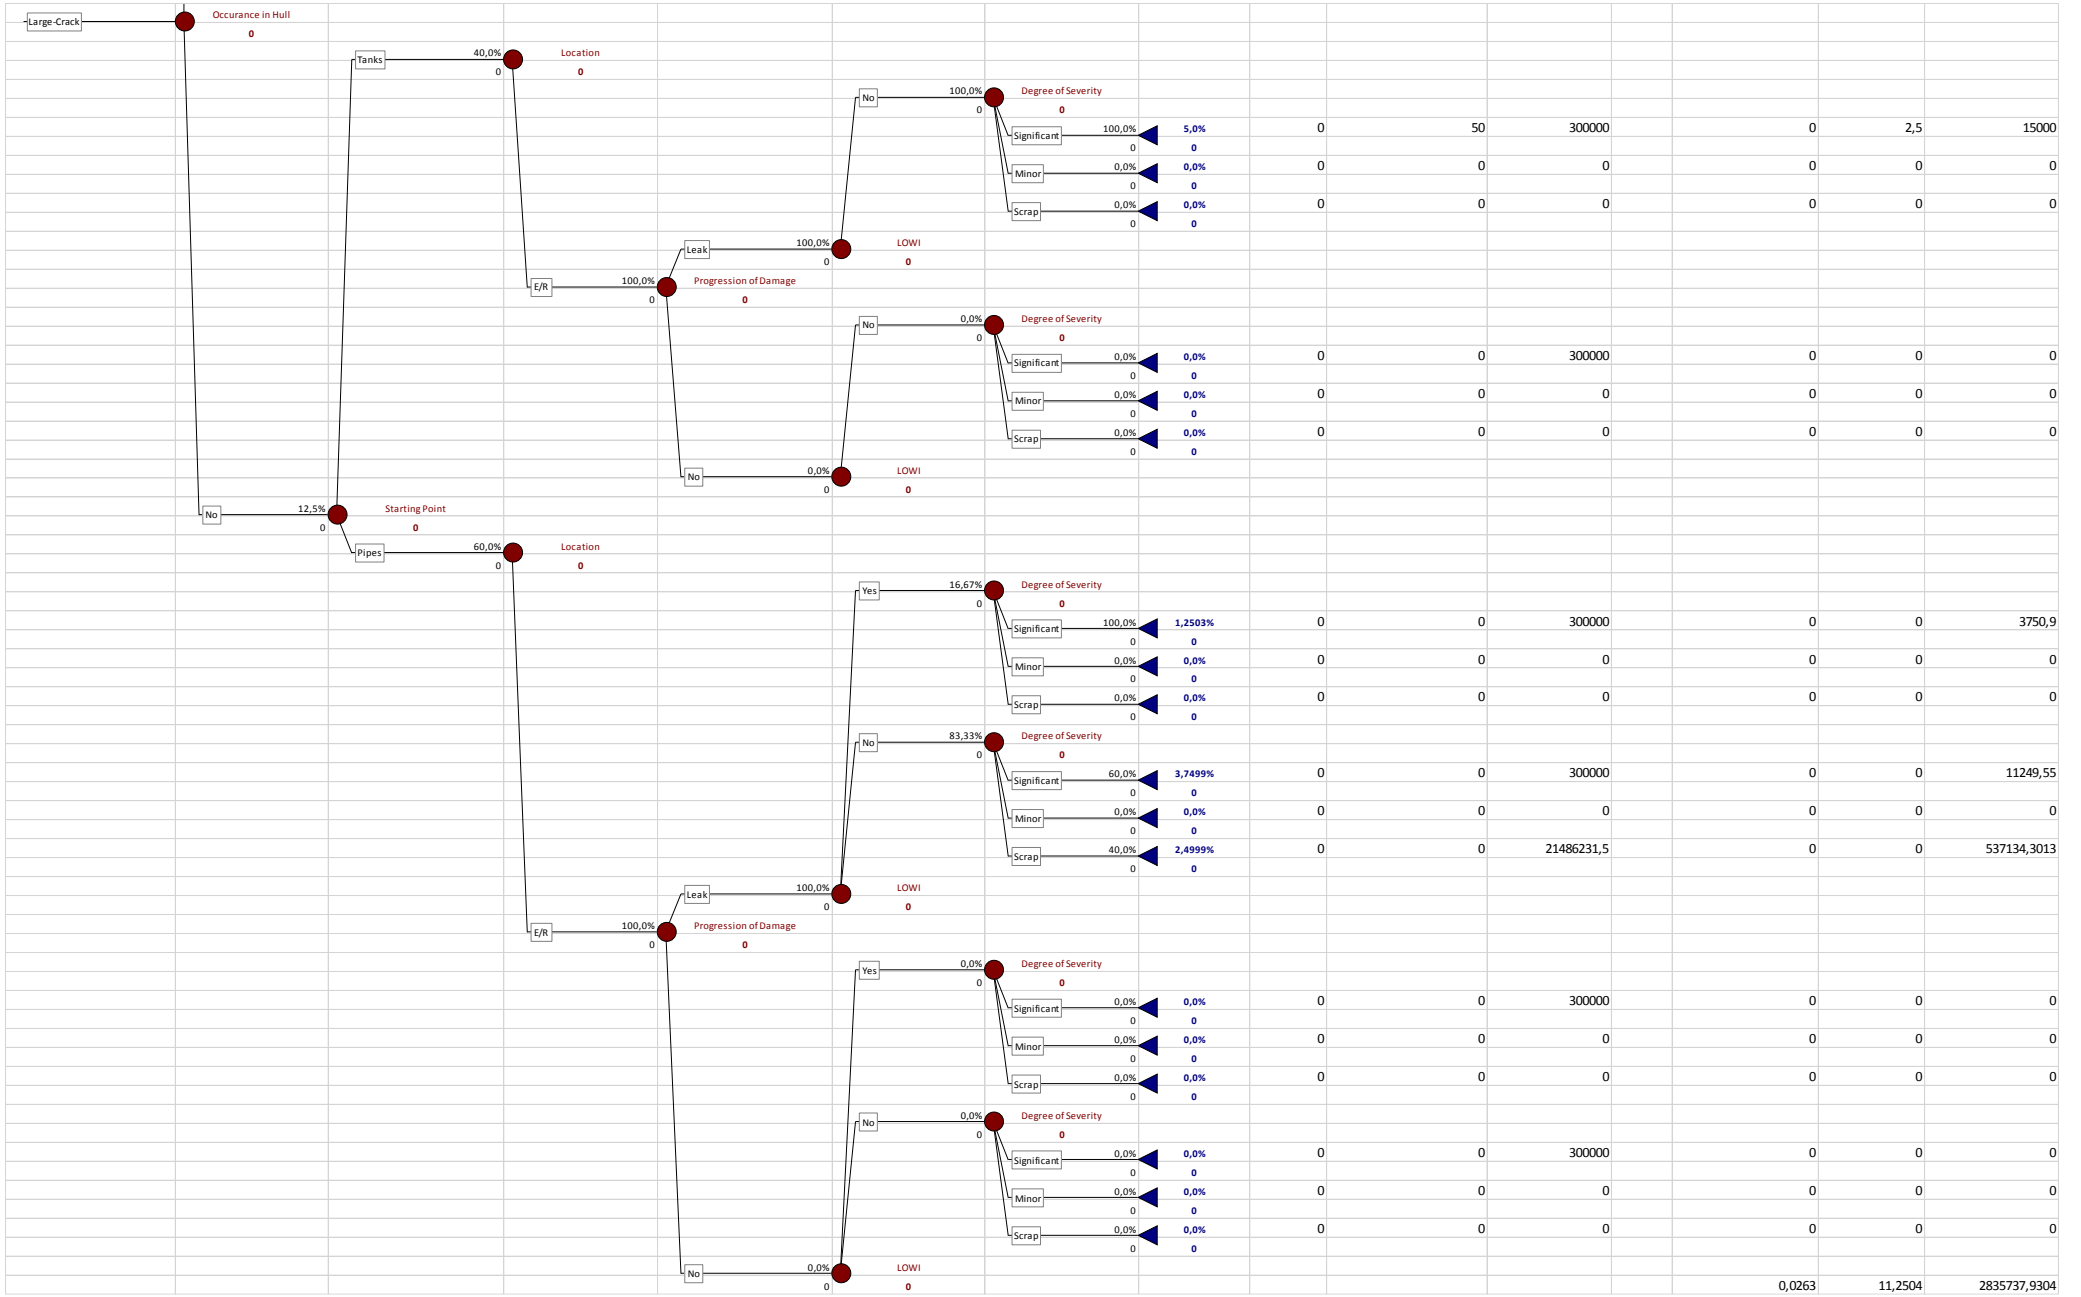 Large-Crack Occurance in Hull
0
Tanks 40,0% Location
0 0
No 100,0% Degree of Severity
0 0
Significant 100,0% 5,0% 0 50 300000 0 2,5 15000
0 0
Minor 0,0% 0,0% 0 0 0 0 0 0
0 0
Scrap 0,0% 0,0% 0 0 0 0 0 0
0 0
Leak 100,0% LOWI
0 0
E/R 100,0% Progression of Damage
0 0
No 0,0% Degree of Severity
0 0
Significant 0,0% 0,0% 0 0 300000 0 0 0
0 0
Minor 0,0% 0,0% 0 0 0 0 0 0
0 0
Scrap 0,0% 0,0% 0 0 0 0 0 0
0 0
No 0,0% LOWI
0 0
No 12,5% Starting Point
0 0
Pipes 60,0% Location
0 0
Yes 16,67% Degree of Severity
0 0
Significant 100,0% 1,2503% 0 0 300000 0 0 3750,9
0 0
Minor 0,0% 0,0% 0 0 0 0 0 0
0 0
Scrap 0,0% 0,0% 0 0 0 0 0 0
0 0
No 83,33% Degree of Severity
0 0
Significant 60,0% 3,7499% 0 0 300000 0 0 11249,55
0 0
Minor 0,0% 0,0% 0 0 0 0 0 0
0 0
Scrap 40,0% 2,4999% 0 0 21486231,5 0 0 537134,3013
0 0
Leak 100,0% LOWI
0 0
E/R 100,0% Progression of Damage
0 0
Yes 0,0% Degree of Severity
0 0
Significant 0,0% 0,0% 0 0 300000 0 0 0
0 0
Minor 0,0% 0,0% 0 0 0 0 0 0
0 0
Scrap 0,0% 0,0% 0 0 0 0 0 0
0 0
No 0,0% Degree of Severity
0 0
Significant 0,0% 0,0% 0 0 300000 0 0 0
0 0
Minor 0,0% 0,0% 0 0 0 0 0 0
0 0
Scrap 0,0% 0,0% 0 0 0 0 0 0
0 0
No 0,0% LOWI
0 0 0,0263 11,2504 2835737,9304